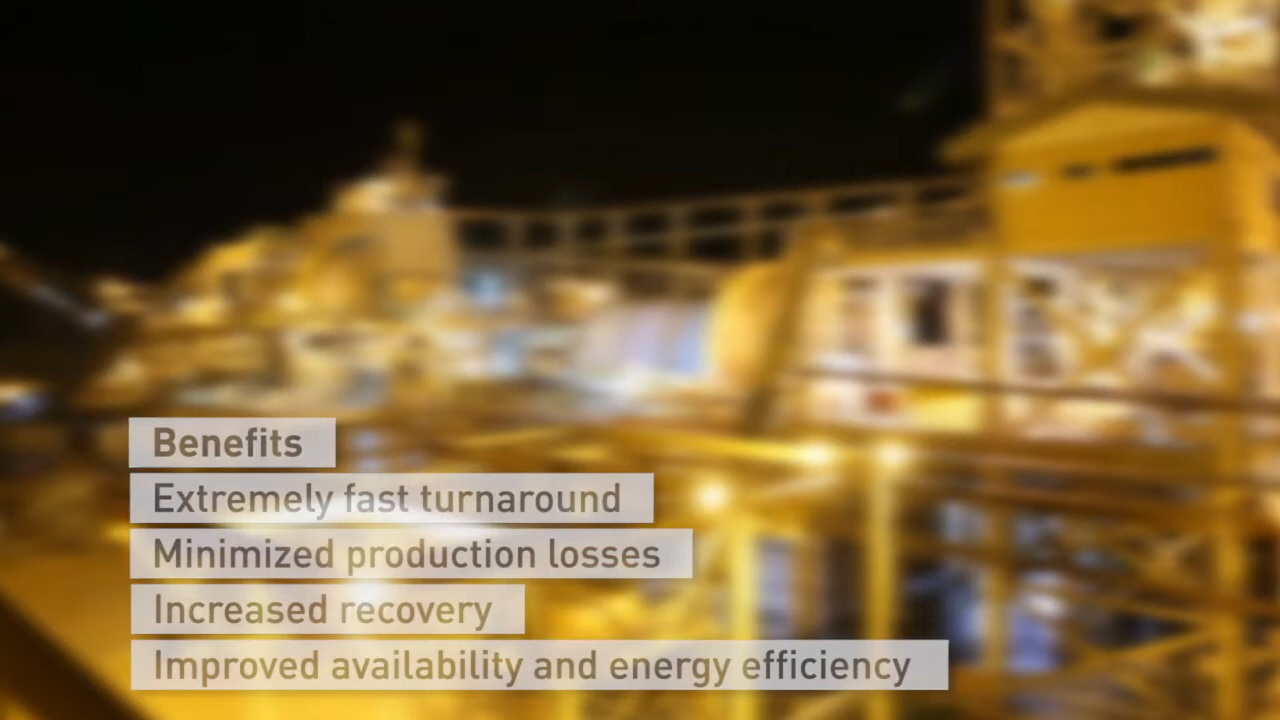 Benefits
Extremely fast turnaround
Minimized production losses
Increased recovery
Improved availability and energy efficiency